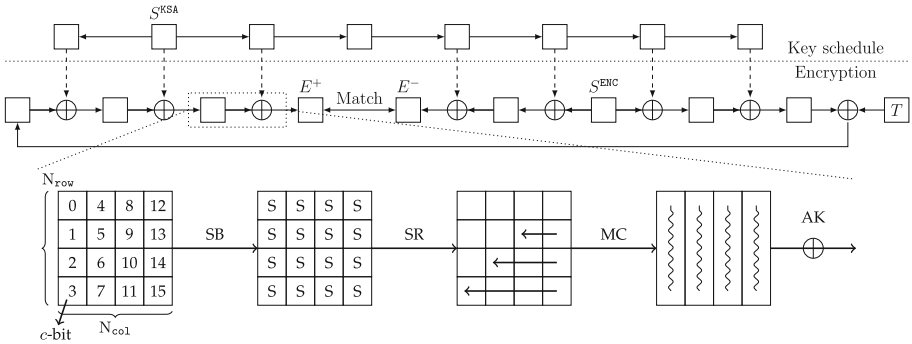 S^KSA
Key schedule
Encryption
E^+ Match E^- S^ENC
T
N_row
0 4 8 12
1 5 9 13
2 6 10 14
3 7 11 15
N_col
c-bit
SB
S S S S
S S S S
S S S S
S S S S
SR
MC
AK